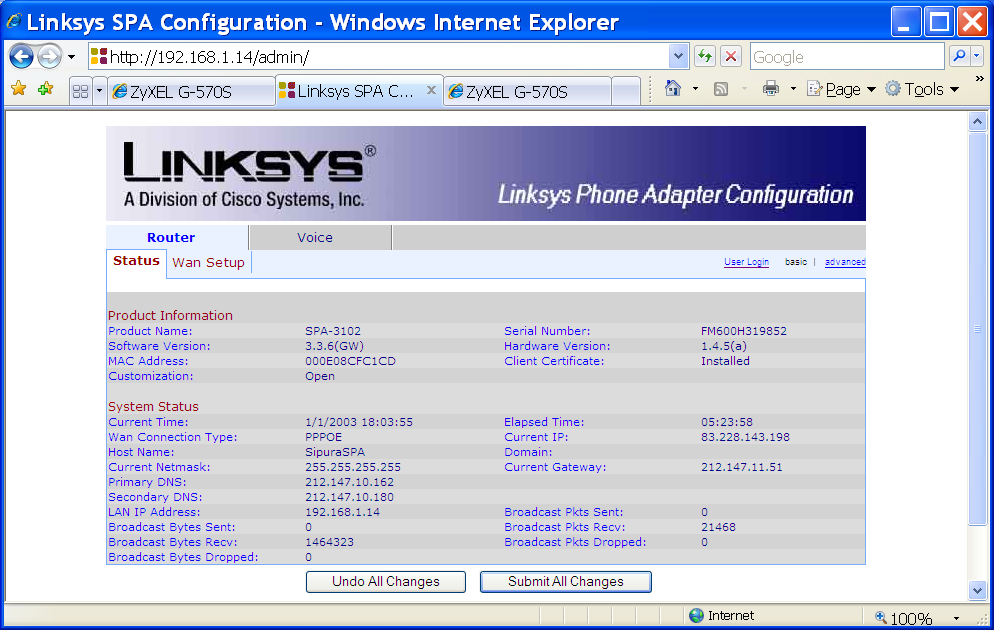 Linksys SPA Configuration - Windows Internet Explorer
http://192.168.1.14/admin/ Google
ZyXEL G-570S Linksys SPA C... x ZyXEL G-570S Page Tools »
LINKSYS®
A Division of Cisco Systems, Inc.
Linksys Phone Adapter Configuration
Router Voice
Status Wan Setup User Login basic | advanced
Product Information
Product Name: SPA-3102 Serial Number: FM600H319852
Software Version: 3.3.6(GW) Hardware Version: 1.4.5(a)
MAC Address: 000E08CFC1CD Client Certificate: Installed
Customization: Open
System Status
Current Time: 1/1/2003 18:03:55 Elapsed Time: 05:23:58
Wan Connection Type: PPPOE Current IP: 83.228.143.198
Host Name: SipuraSPA Domain:
Current Netmask: 255.255.255.255 Current Gateway: 212.147.11.51
Primary DNS: 212.147.10.162
Secondary DNS: 212.147.10.180
LAN IP Address: 192.168.1.14 Broadcast Pkts Sent: 0
Broadcast Bytes Sent: 0 Broadcast Pkts Recv: 21468
Broadcast Bytes Recv: 1464323 Broadcast Pkts Dropped: 0
Broadcast Bytes Dropped: 0
Undo All Changes Submit All Changes
Internet 100%